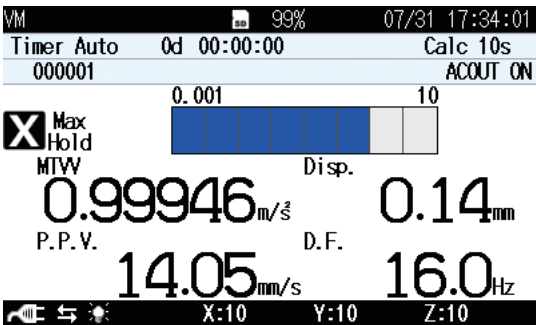 VM SD 99% 07/31 17:34:01
Timer Auto 0d 00:00:00 Calc 10s
000001 ACOUT ON
0.001 10
X Max
Hold
MTVV Disp.
0.99946m/s² 0.14mm
P.P.V. D.F.
14.05mm/s 16.0Hz
X:10 Y:10 Z:10